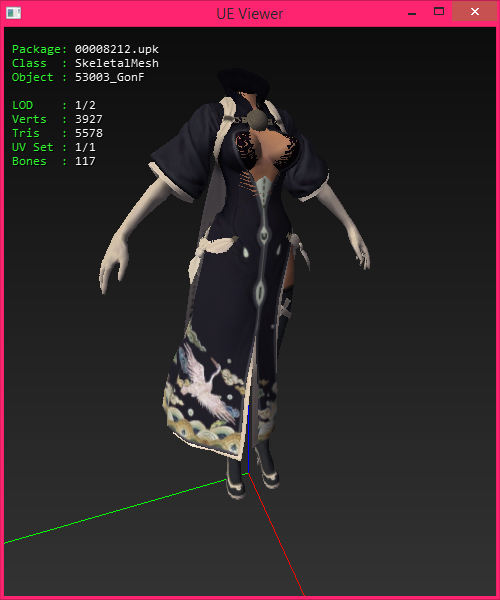 UE Viewer
Package: 00008212.upk
Class : SkeletalMesh
Object : 53003_GonF
LOD : 1/2
Verts : 3927
Tris : 5578
UV Set : 1/1
Bones : 117